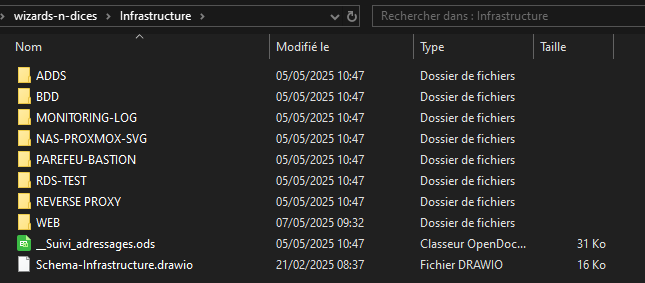 wizards-n-dices > Infrastructure Rechercher dans : Infrastructure
Nom Modifié le Type Taille
ADDS 05/05/2025 10:47 Dossier de fichiers
BDD 05/05/2025 10:47 Dossier de fichiers
MONITORING-LOG 05/05/2025 10:47 Dossier de fichiers
NAS-PROXMOX-SVG 05/05/2025 10:47 Dossier de fichiers
PAREFEU-BASTION 05/05/2025 10:47 Dossier de fichiers
RDS-TEST 05/05/2025 10:47 Dossier de fichiers
REVERSE PROXY 05/05/2025 10:47 Dossier de fichiers
WEB 07/05/2025 09:32 Dossier de fichiers
__Suivi_adressages.ods 05/05/2025 10:47 Classeur OpenDoc... 31 Ko
Schema-Infrastructure.drawio 21/02/2025 08:37 Fichier DRAWIO 16 Ko